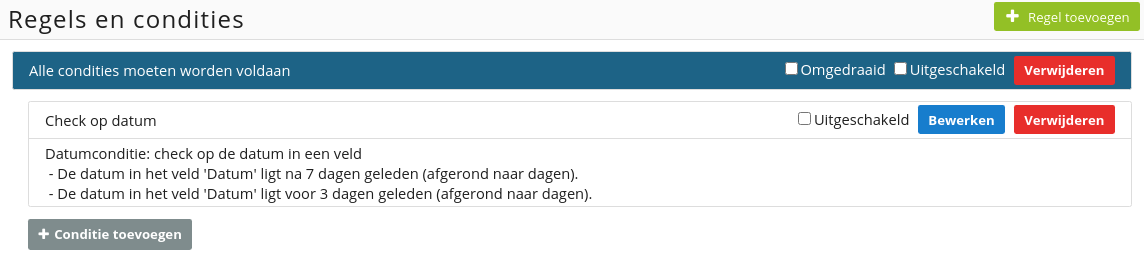 Regels en condities
Regel toevoegen
Alle condities moeten worden voldaan Omgedraaid Uitgeschakeld Verwijderen
Check op datum Uitgeschakeld Bewerken Verwijderen
Datumconditie: check op de datum in een veld
- De datum in het veld 'Datum' ligt na 7 dagen geleden (afgerond naar dagen).
- De datum in het veld 'Datum' ligt voor 3 dagen geleden (afgerond naar dagen).
Conditie toevoegen